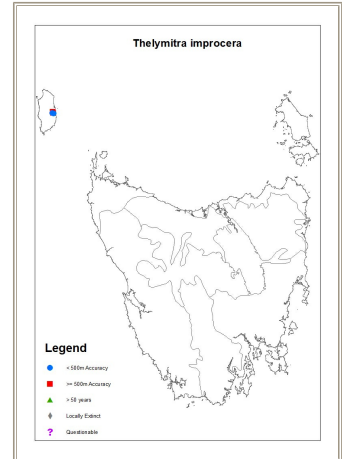 Thelymitra improcera
Legend
< 500m Accuracy
>= 500m Accuracy
> 50 years
Locally Extinct
? Questionable